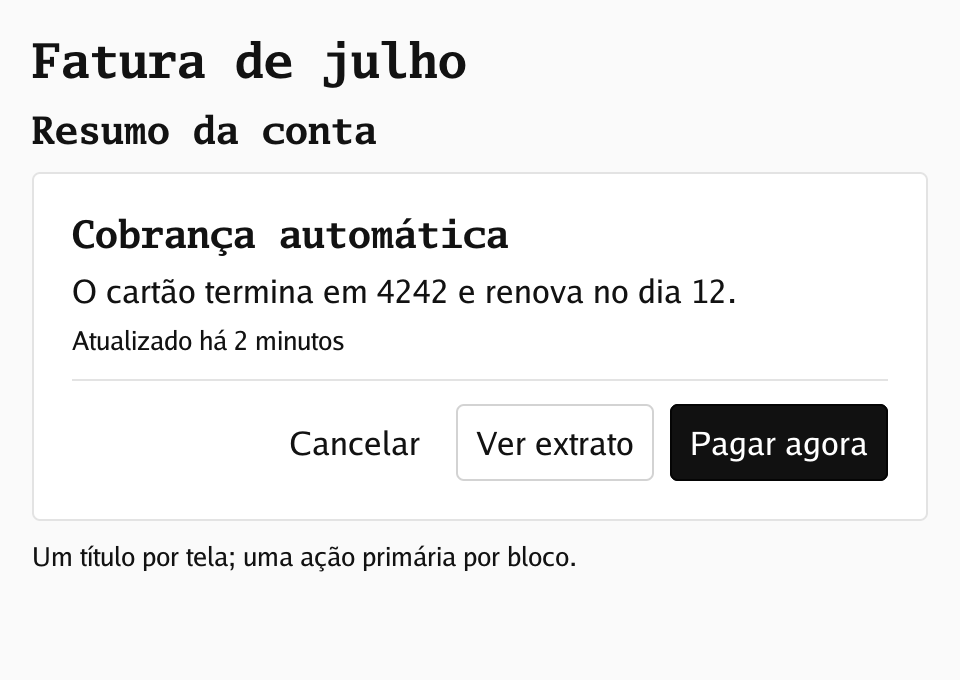 Fatura de julho
Resumo da conta
Cobrança automática
O cartão termina em 4242 e renova no dia 12.
Atualizado há 2 minutos
Cancelar
Ver extrato
Pagar agora
Um título por tela; uma ação primária por bloco.